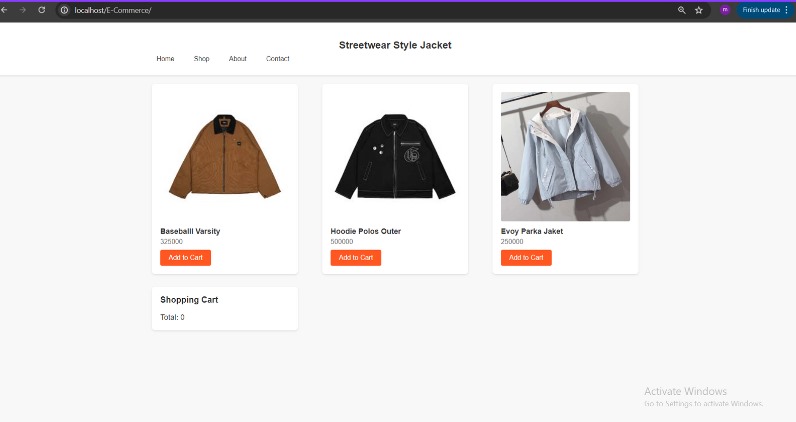 localhost/E-Commerce/
m
Finish update
Streetwear Style Jacket
Home Shop About Contact
Baseballl Varsity
325000
Add to Cart
Hoodie Polos Outer
500000
Add to Cart
Evoy Parka Jaket
250000
Add to Cart
Shopping Cart
Total: 0
Activate Windows
Go to Settings to activate Windows.